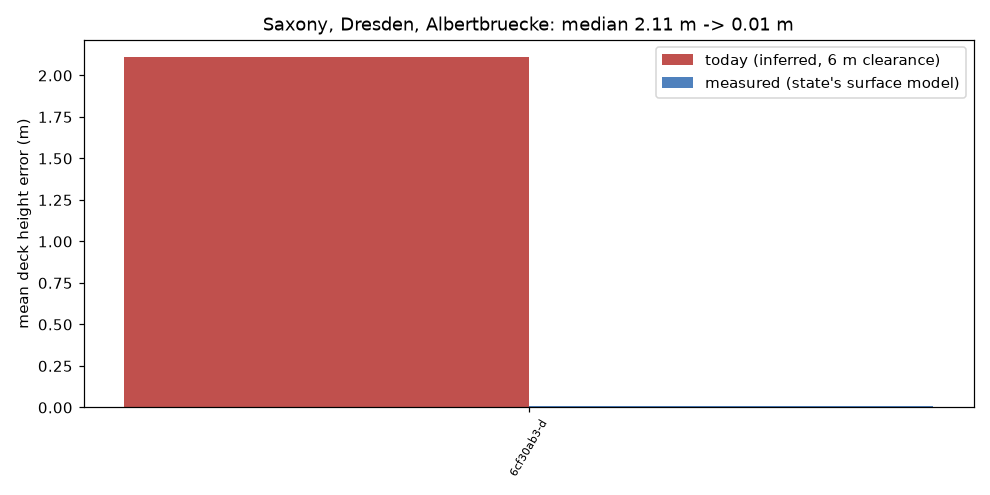 Saxony, Dresden, Albertbruecke: median 2.11 m -> 0.01 m
today (inferred, 6 m clearance)
measured (state's surface model)
mean deck height error (m)
2.00
1.75
1.50
1.25
1.00
0.75
0.50
0.25
0.00
6cf30ab3-d